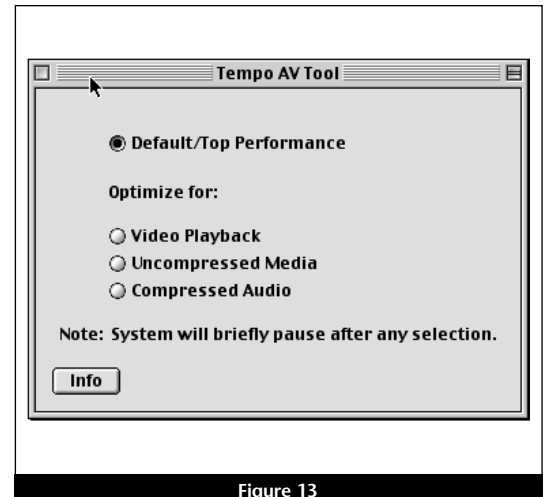 Tempo AV Tool
Default/Top Performance
Optimize for:
Video Playback
Uncompressed Media
Compressed Audio
Note: System will briefly pause after any selection.
Info
Figure 13